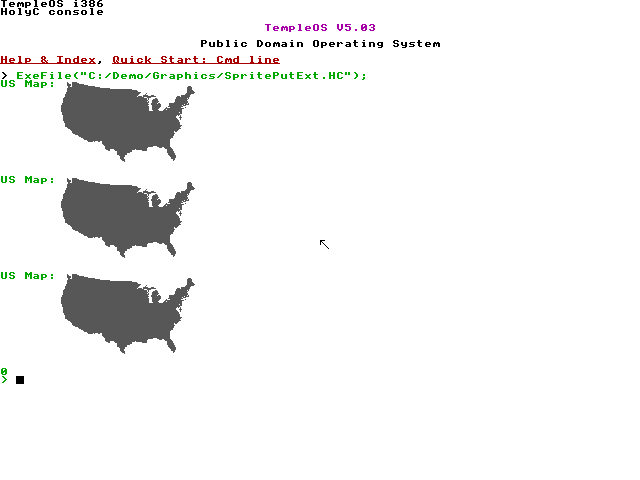 TempleOS i386
HolyC console
TempleOS V5.03
Public Domain Operating System
Help & Index, Quick Start: Cmd line
> ExeFile("C:/Demo/Graphics/SpritePutExt.HC");
US Map:
US Map:
US Map:
0
>